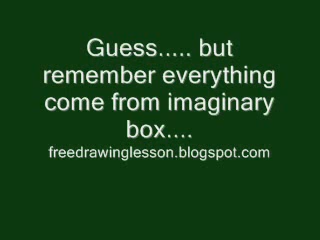 Guess..... but
remember everything
come from imaginary
box....
freedrawinglesson.blogspot.com